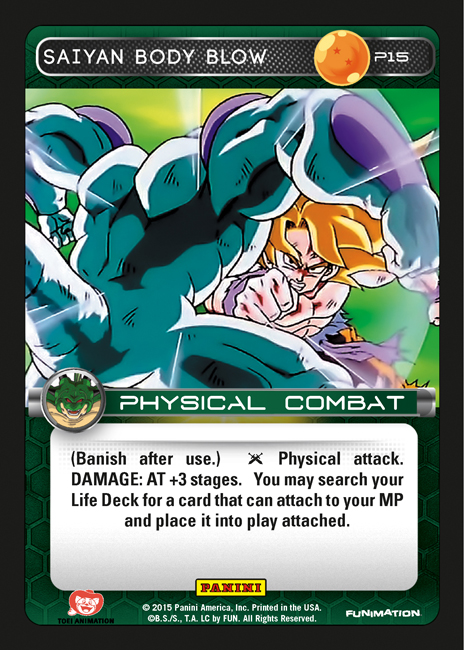 SAIYAN BODY BLOW P15
PHYSICAL COMBAT
(Banish after use.) Physical attack.
DAMAGE: AT +3 stages. You may search your
Life Deck for a card that can attach to your MP
and place it into play attached.
PANINI
© 2015 Panini America, Inc. Printed in the USA.
©B.S./S., T.A. LC by FUN. All Rights Reserved.
TOEI ANIMATION
FUNIMATION